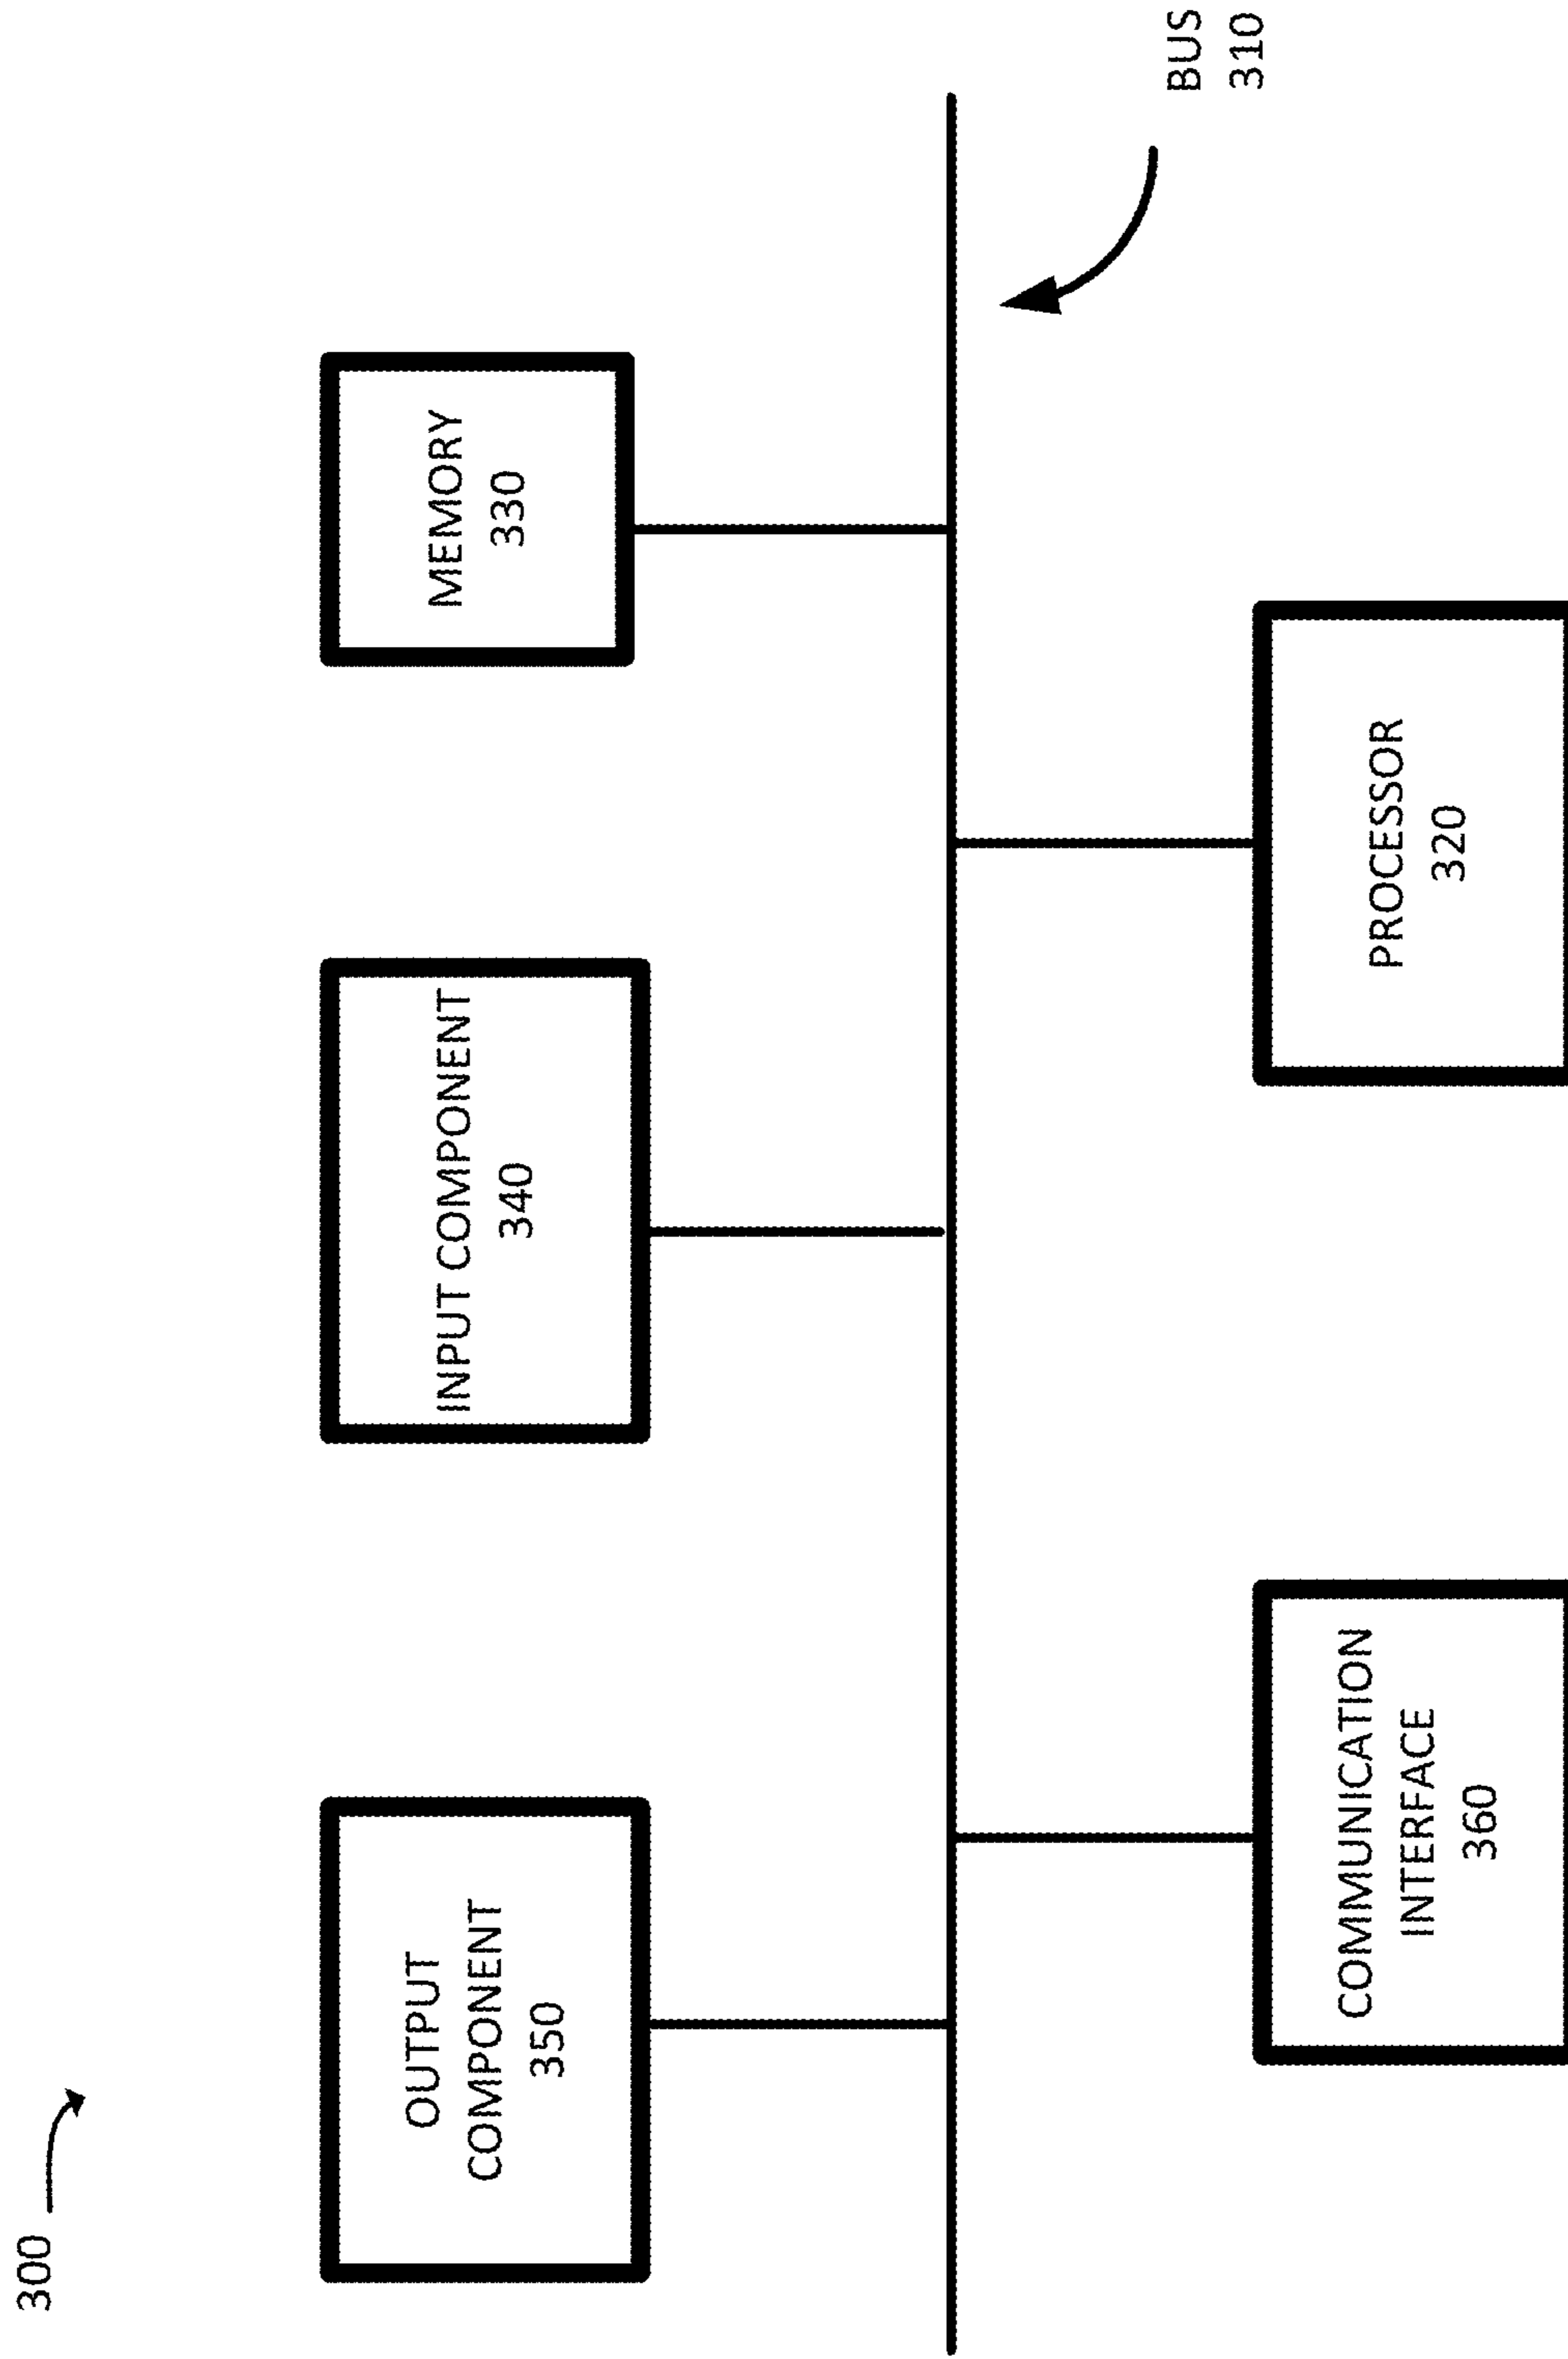 300
OUTPUT
COMPONENT
350
INPUT COMPONENT
340
MEMORY
330
BUS
310
COMMUNICATION
INTERFACE
360
PROCESSOR
320